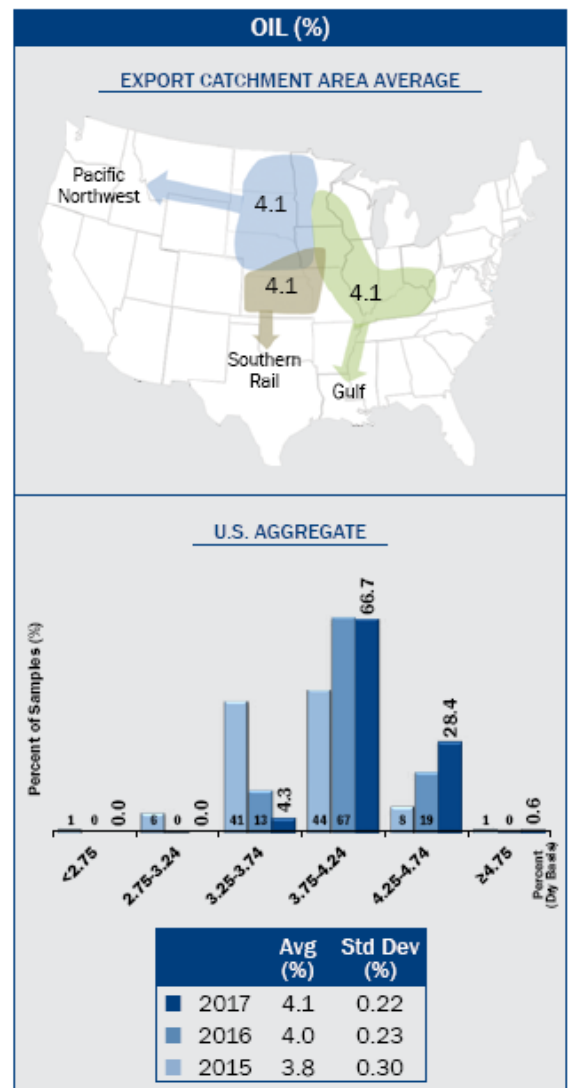 OIL (%)
EXPORT CATCHMENT AREA AVERAGE
Pacific
Northwest
4.1
4.1
4.1
Southern
Rail
Gulf
U.S. AGGREGATE
Percent of Samples (%)
1 0 0.0
6 0 0.0
41 13 4.3
44 67 66.7
8 19 28.4
1 0 0.6
<2.75
2.75-3.24
3.25-3.74
3.75-4.24
4.25-4.74
≥4.75
Percent
(Dry Basis)
Avg Std Dev
(%) (%)
2017 4.1 0.22
2016 4.0 0.23
2015 3.8 0.30